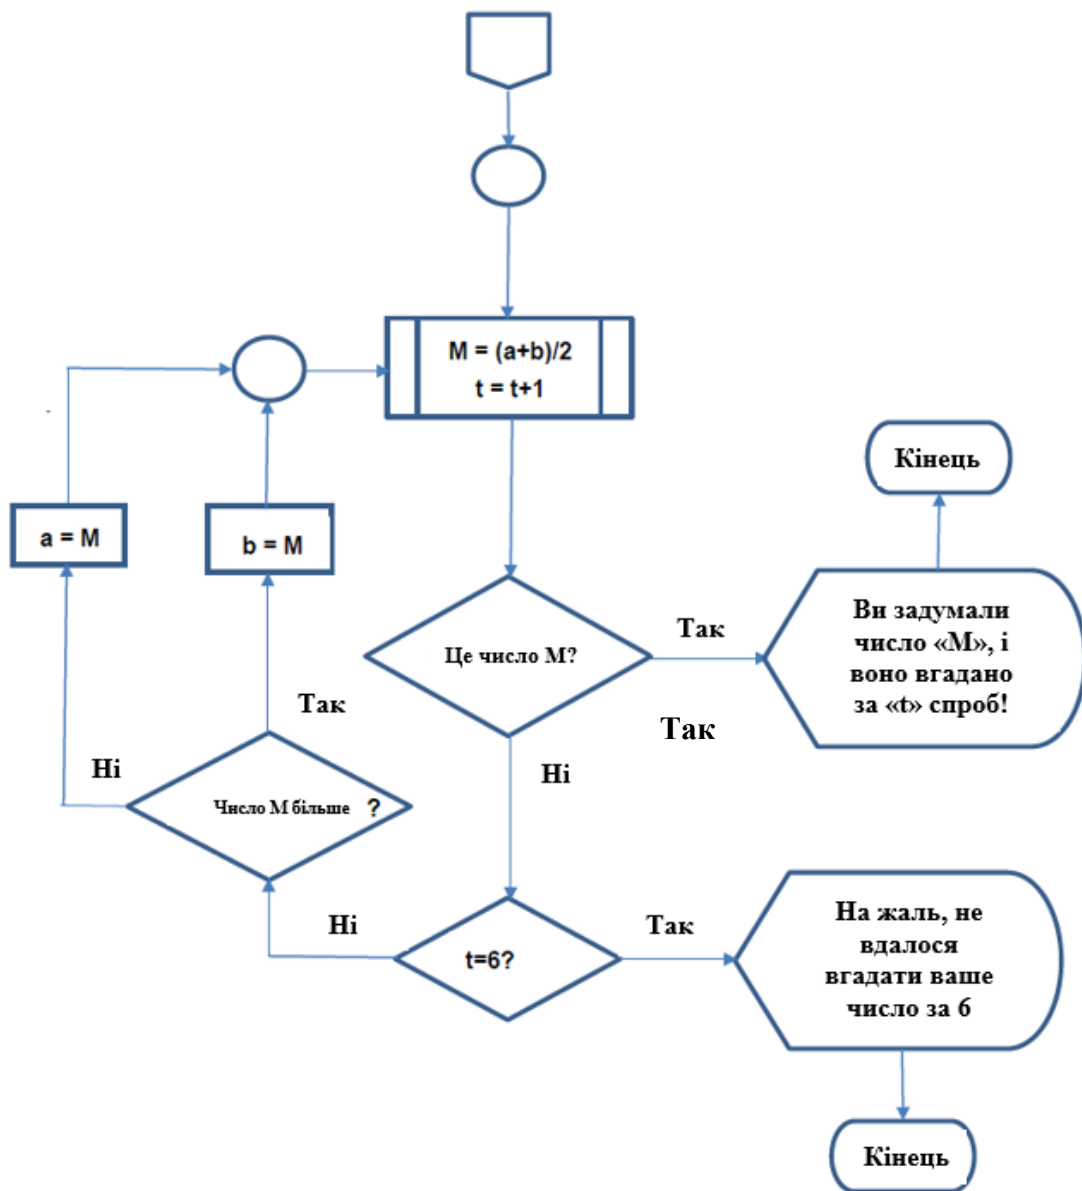 M = (a+b)/2
t = t+1
Кінець
a = M
b = M
Ви задумали
число «М», і
воно вгадано
за «t» спроб!
Це число М?
Так
Так
Так
Ні
Ні
Число М більше ?
На жаль, не
вдалося
вгадати ваше
число за 6
Ні
Так
t=6?
Кінець